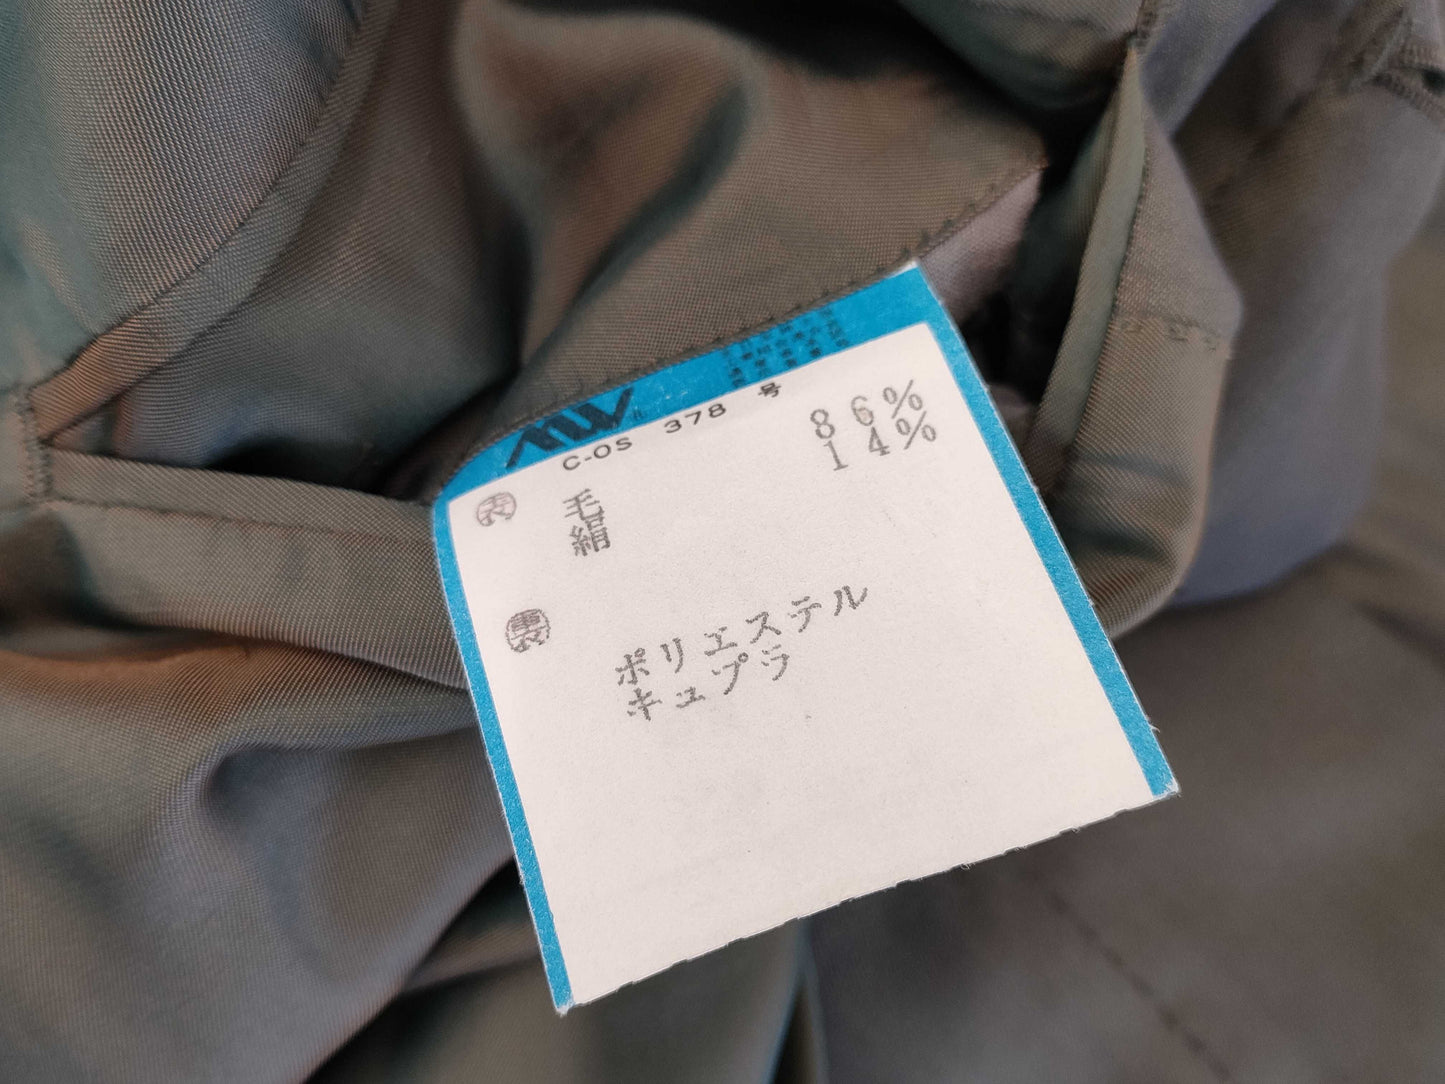 C-OS 378 号
表 毛 86%
絹 14%
裏 ポリエステル
キュプラ